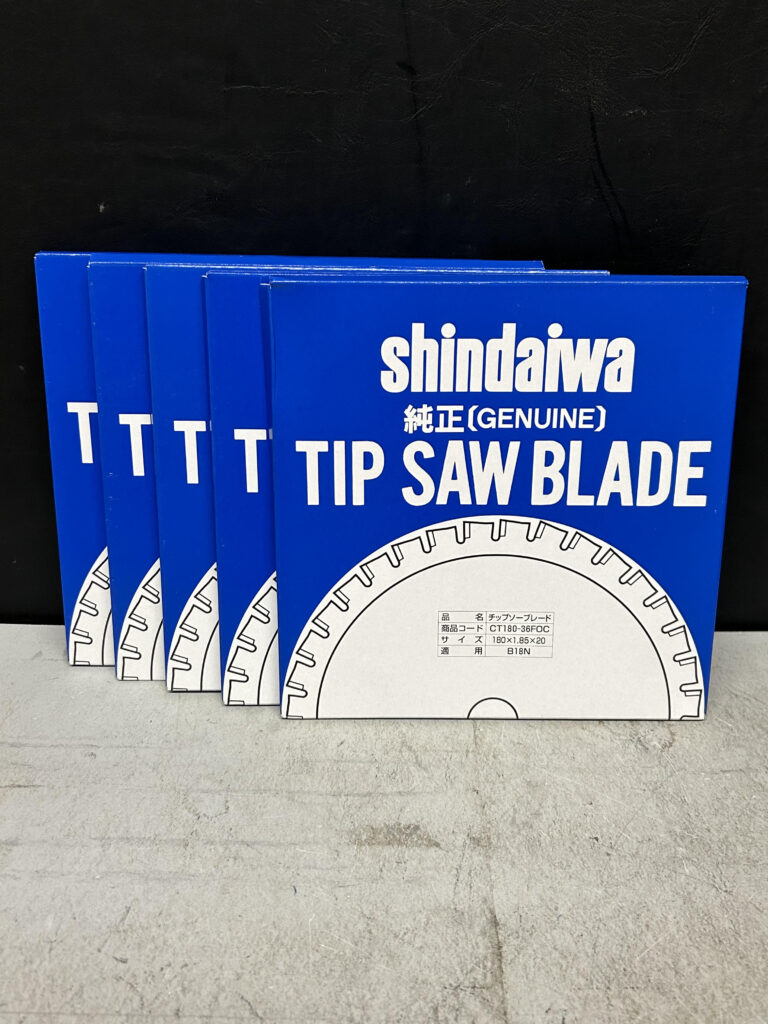 shindaiwa
純正〔GENUINE〕
TIP SAW BLADE
品 名 チップソーブレード
商品コード CT180-36FOC
サイズ 180×1.85×20
適 用 B18N
T
T
T
T